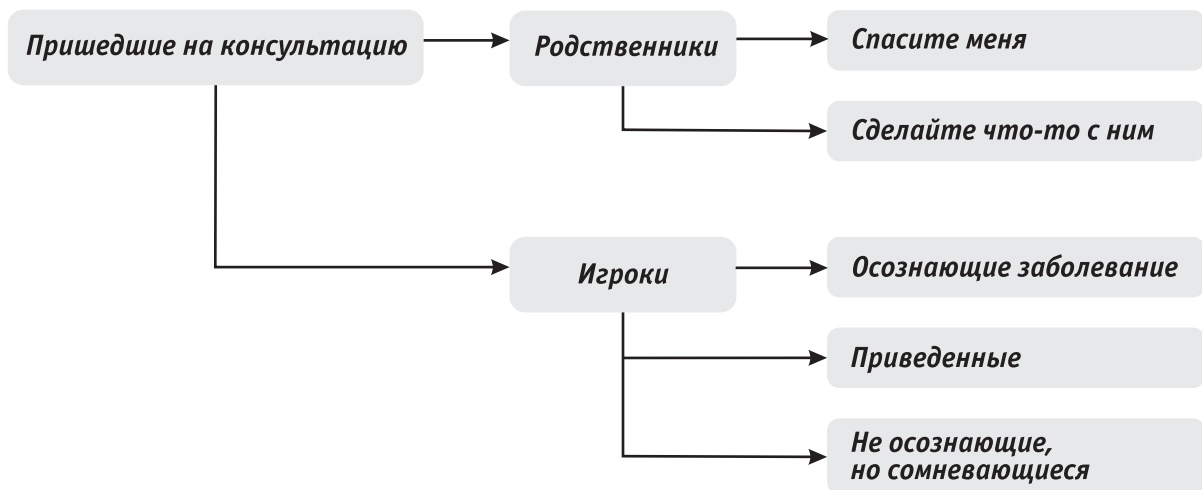 Пришедшие на консультацию
Родственники
Спасите меня
Сделайте что-то с ним
Игроки
Осознающие заболевание
Приведенные
Не осознающие,
но сомневающиеся